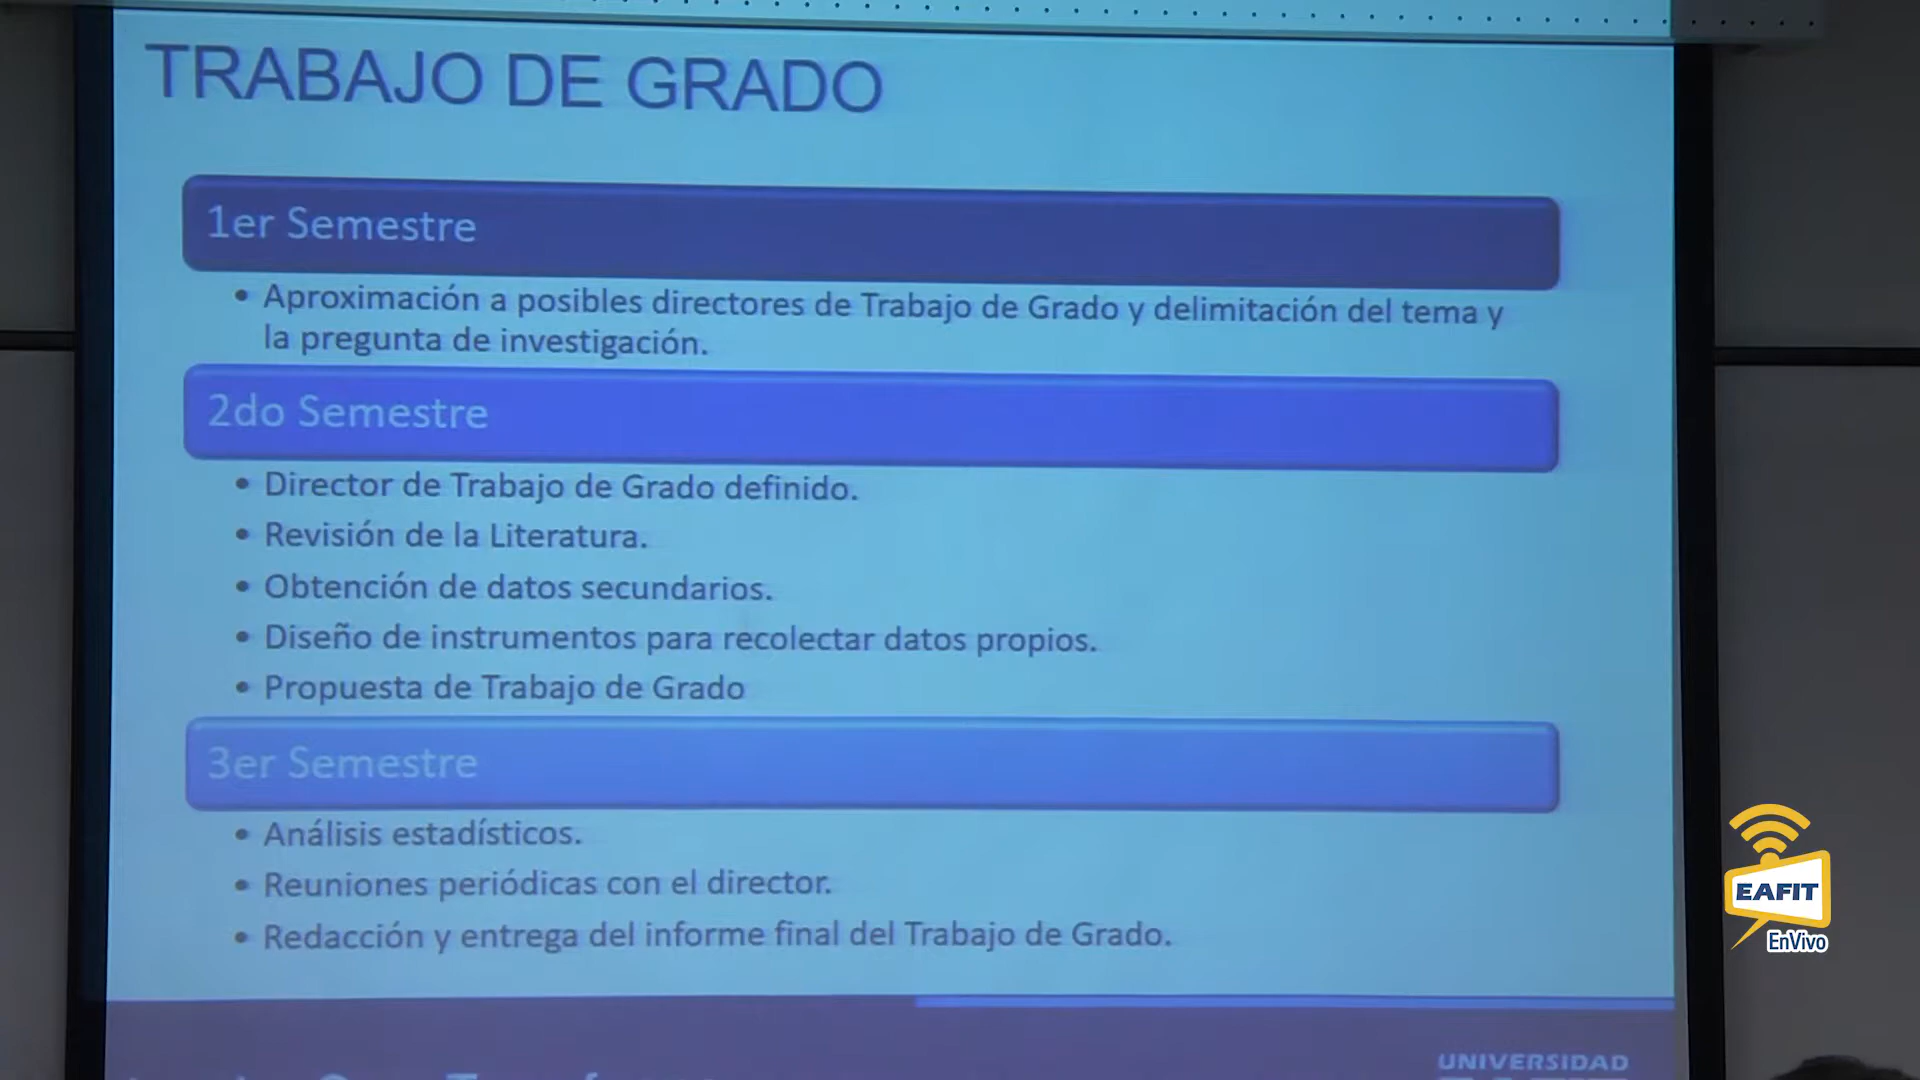 TRABAJO DE GRADO
1er Semestre
• Aproximación a posibles directores de Trabajo de Grado y delimitación del tema y
la pregunta de investigación.
2do Semestre
• Director de Trabajo de Grado definido.
• Revisión de la Literatura.
• Obtención de datos secundarios.
• Diseño de instrumentos para recolectar datos propios.
• Propuesta de Trabajo de Grado
3er Semestre
• Análisis estadísticos.
• Reuniones periódicas con el director.
• Redacción y entrega del informe final del Trabajo de Grado.
EAFIT
EnVivo
UNIVERSIDAD